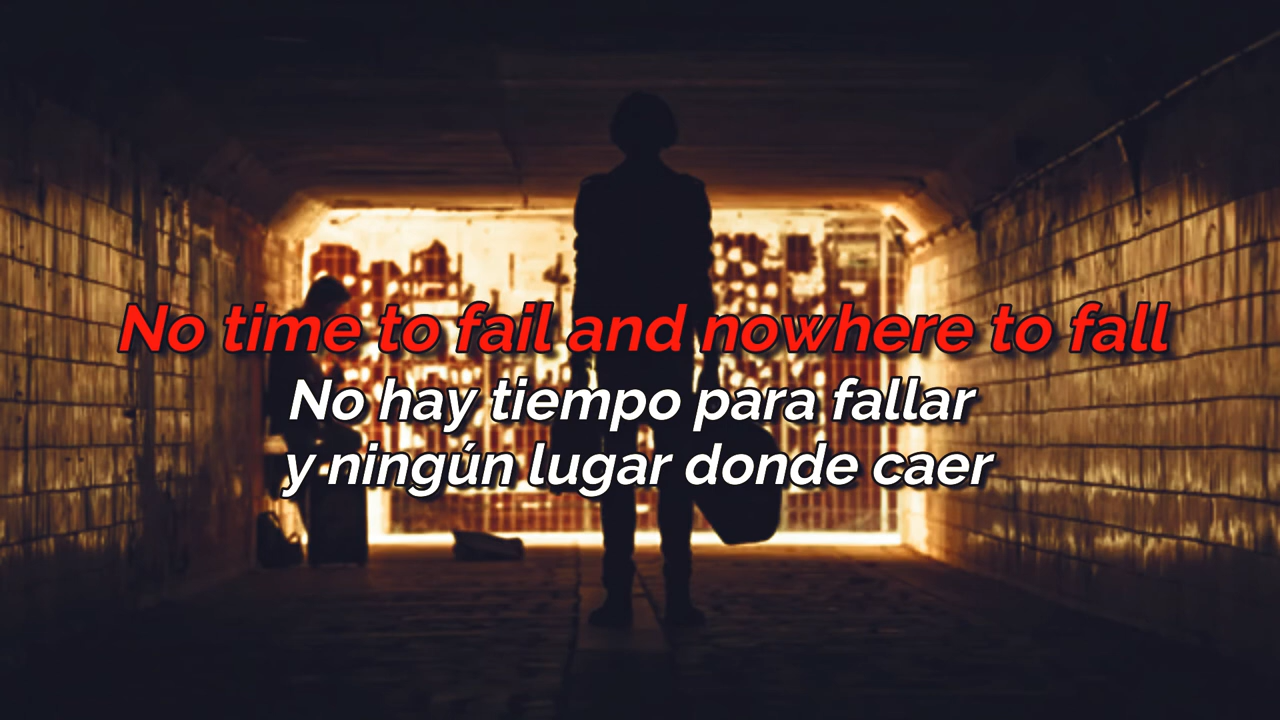 No time to fail and nowhere to fall
No hay tiempo para fallar
y ningún lugar donde caer